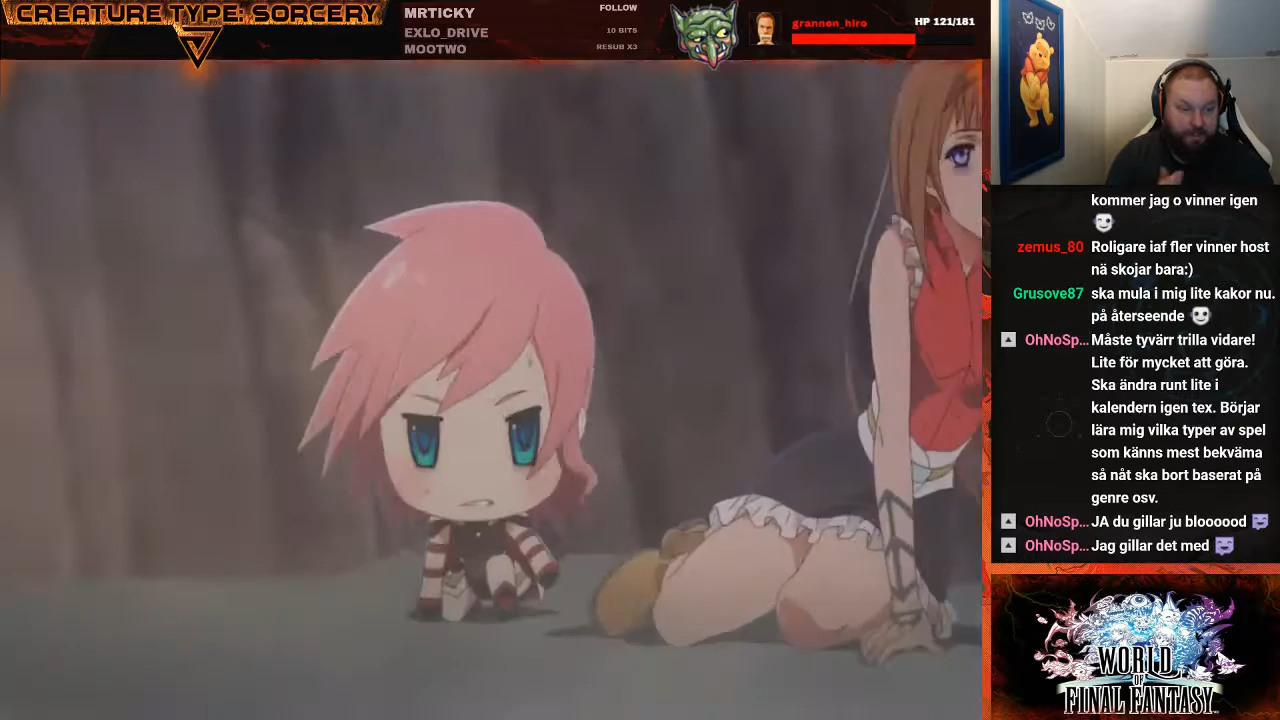 CREATURE TYPE: SORCERY
MRTICKY
FOLLOW
EXLO_DRIVE
10 BITS
MOOTWO
RESUB X3
grannon_hiro
HP 121/181
kommer jag o vinner igen
zemus_80 Roligare iaf fler vinner host
nä skojar bara:)
Grusove87 ska mula i mig lite kakor nu.
på återseende
OhNoSp... Måste tyvärr trilla vidare!
Lite för mycket att göra.
Ska ändra runt lite i
kalendern igen tex. Börjar
lära mig vilka typer av spel
som känns mest bekväma
så nåt ska bort baserat på
genre osv.
OhNoSp... JA du gillar ju bloooood
OhNoSp... Jag gillar det med
WORLD
OF
FINAL FANTASY